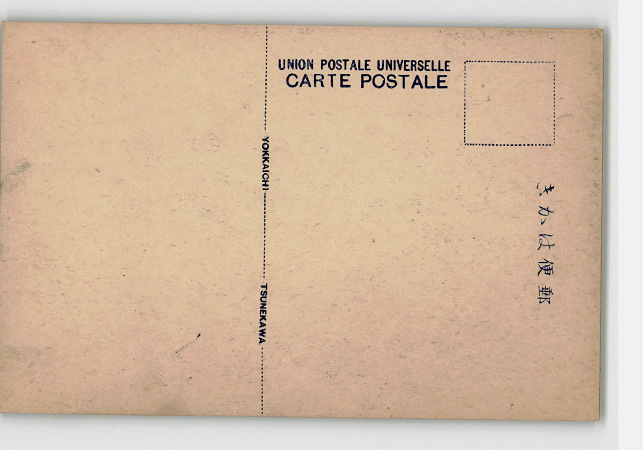 UNION POSTALE UNIVERSELLE
CARTE POSTALE
YOKKAICHI
TSUNEKAWA
きかは便郵